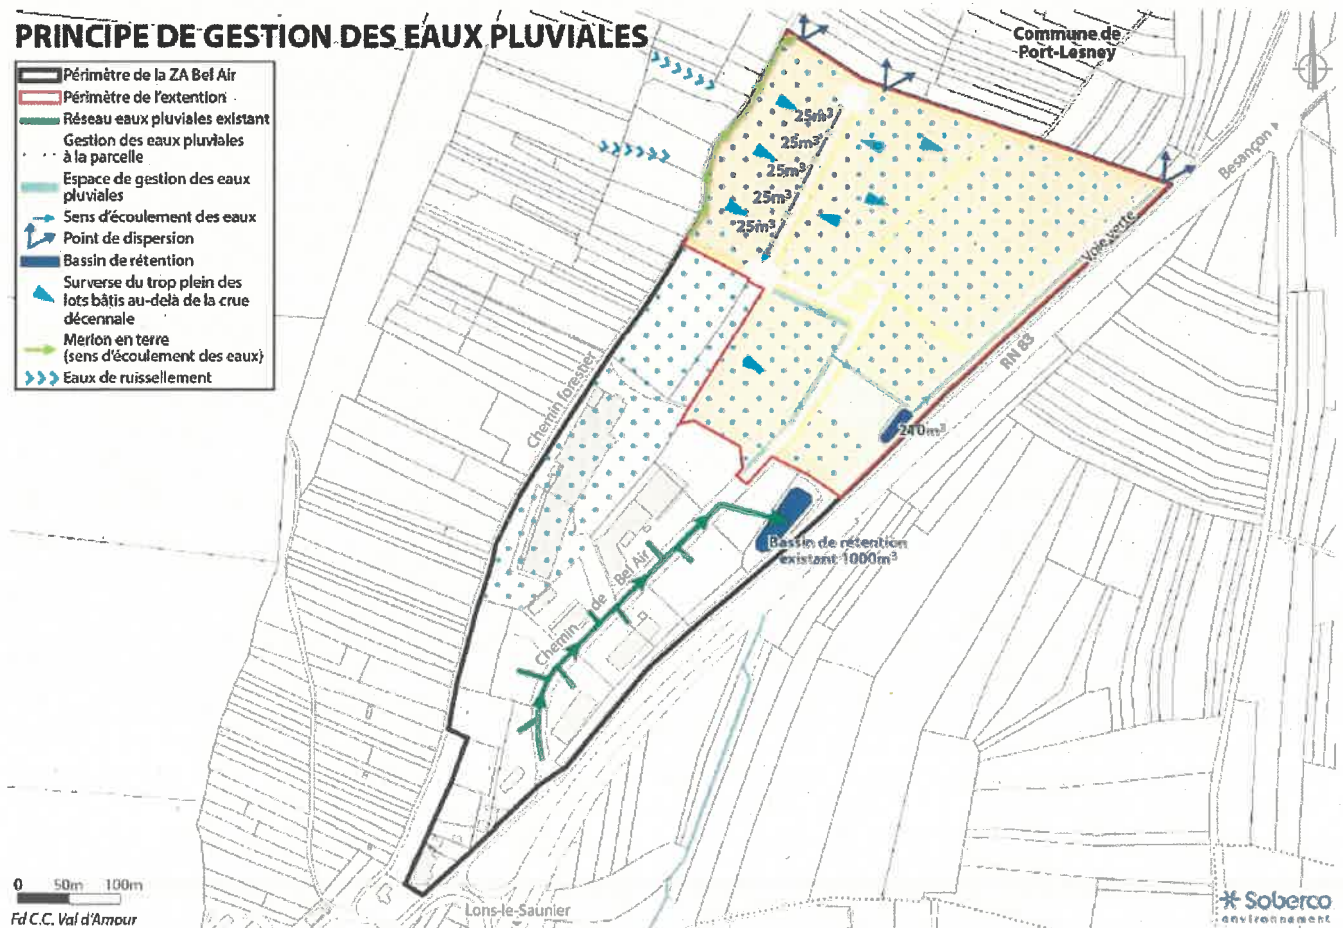 PRINCIPE DE GESTION DES EAUX PLUVIALES
Périmètre de la ZA Bel Air
Périmètre de l'extention
Réseau eaux pluviales existant
Gestion des eaux pluviales
à la parcelle
Espace de gestion des eaux
pluviales
Sens d'écoulement des eaux
Point de dispersion
Bassin de rétention
Surverse du trop plein des
lots bâtis au-delà de la crue
décennale
Merlon en terre
(sens d'écoulement des eaux)
Eaux de ruissellement
Commune de
Port-Lesney
Besançon
25m³
25m³
25m³
25m³
25m³
Voie verte
RN 83
Chemin forestier
210m³
Bassin de rétention
existant 1000m³
Chemin de Bel Air
Lons-le-Saunier
0 50m 100m
Fd C.C. Val d'Amour
Soberco
environnement